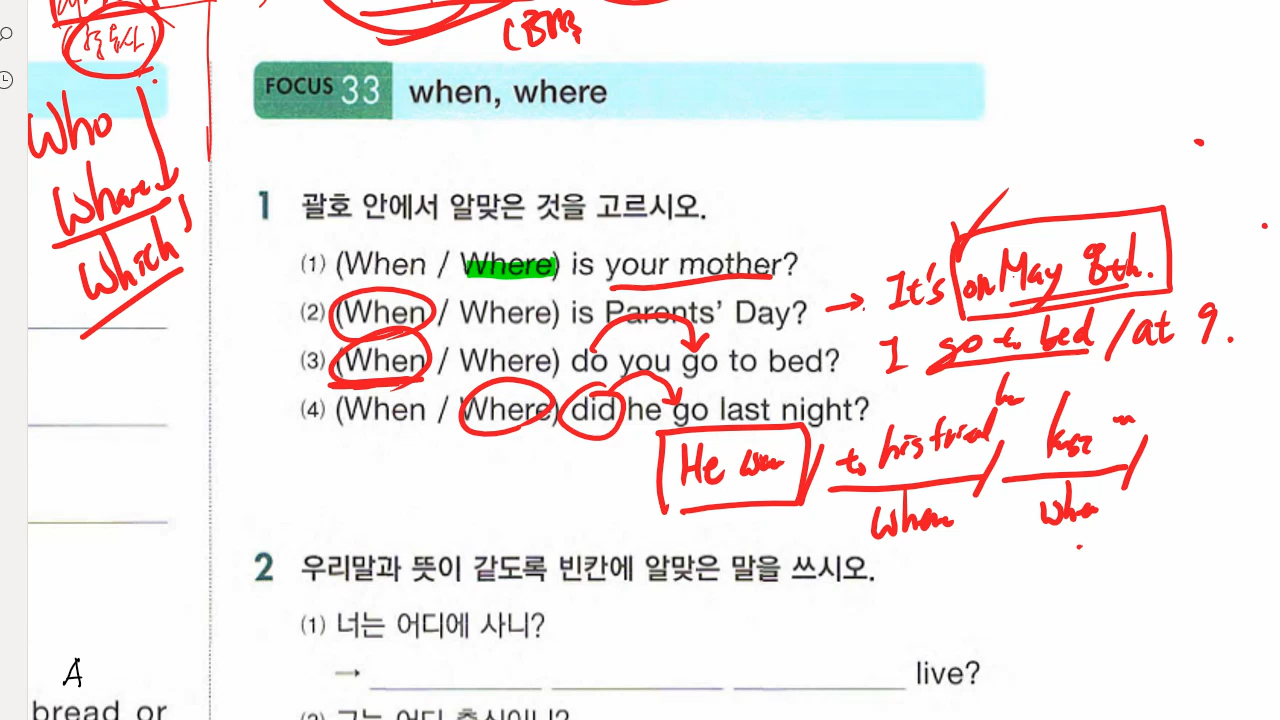 (BM)
Who
Where
Which
FOCUS 33 when, where
1 괄호 안에서 알맞은 것을 고르시오.
(1) (When / Where) is your mother?
(2) (When / Where) is Parents' Day? → It's on May 8th.
(3) (When / Where) do you go to bed? I go to bed / at 9.
(4) (When / Where) did he go last night?
He / to his /
2 우리말과 뜻이 같도록 빈칸에 알맞은 말을 쓰시오.
(1) 너는 어디에 사니?
→ live?
A
bread or